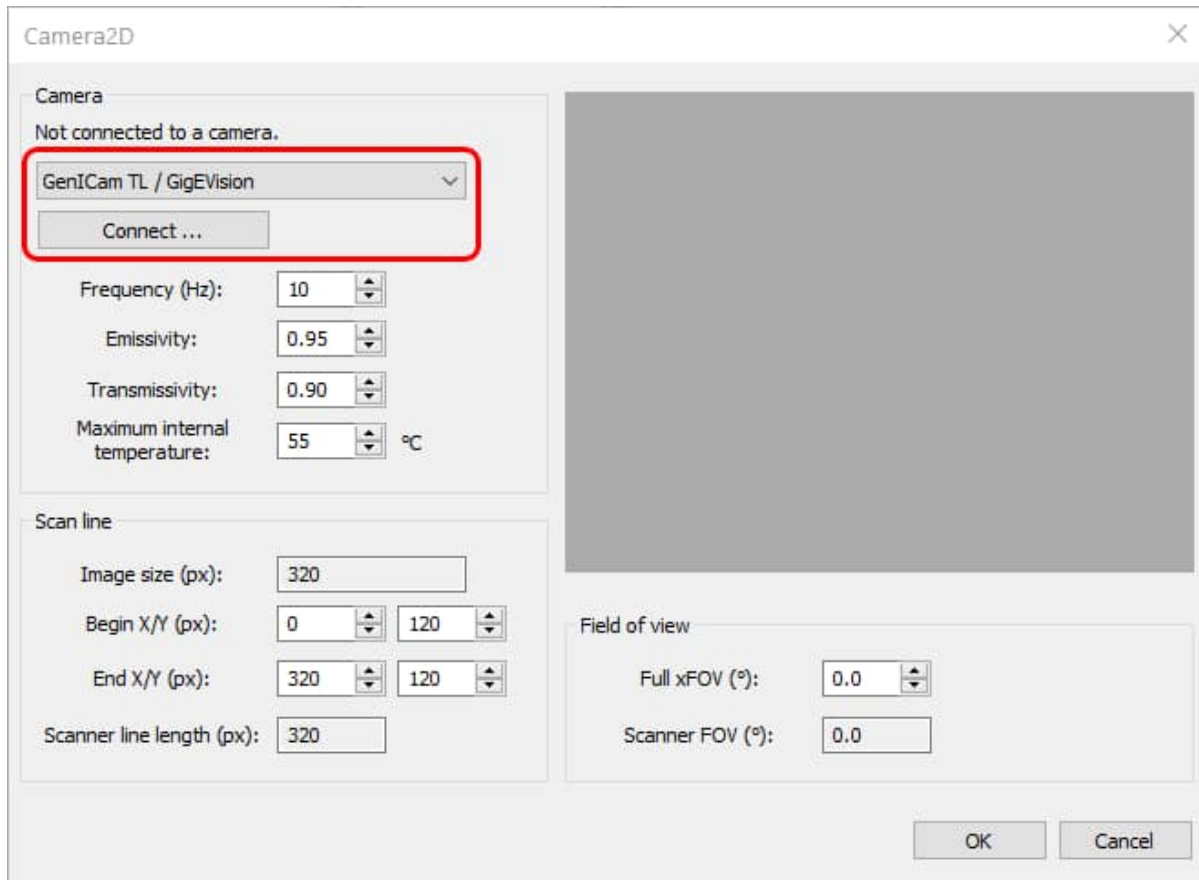 Camera2D
Camera
Not connected to a camera.
GenICam TL / GigEVision
Connect ...
Frequency (Hz): 10
Emissivity: 0.95
Transmissivity: 0.90
Maximum internal
temperature: 55 °C
Scan line
Image size (px): 320
Begin X/Y (px): 0 120
End X/Y (px): 320 120
Scanner line length (px): 320
Field of view
Full xFOV (°): 0.0
Scanner FOV (°): 0.0
OK Cancel